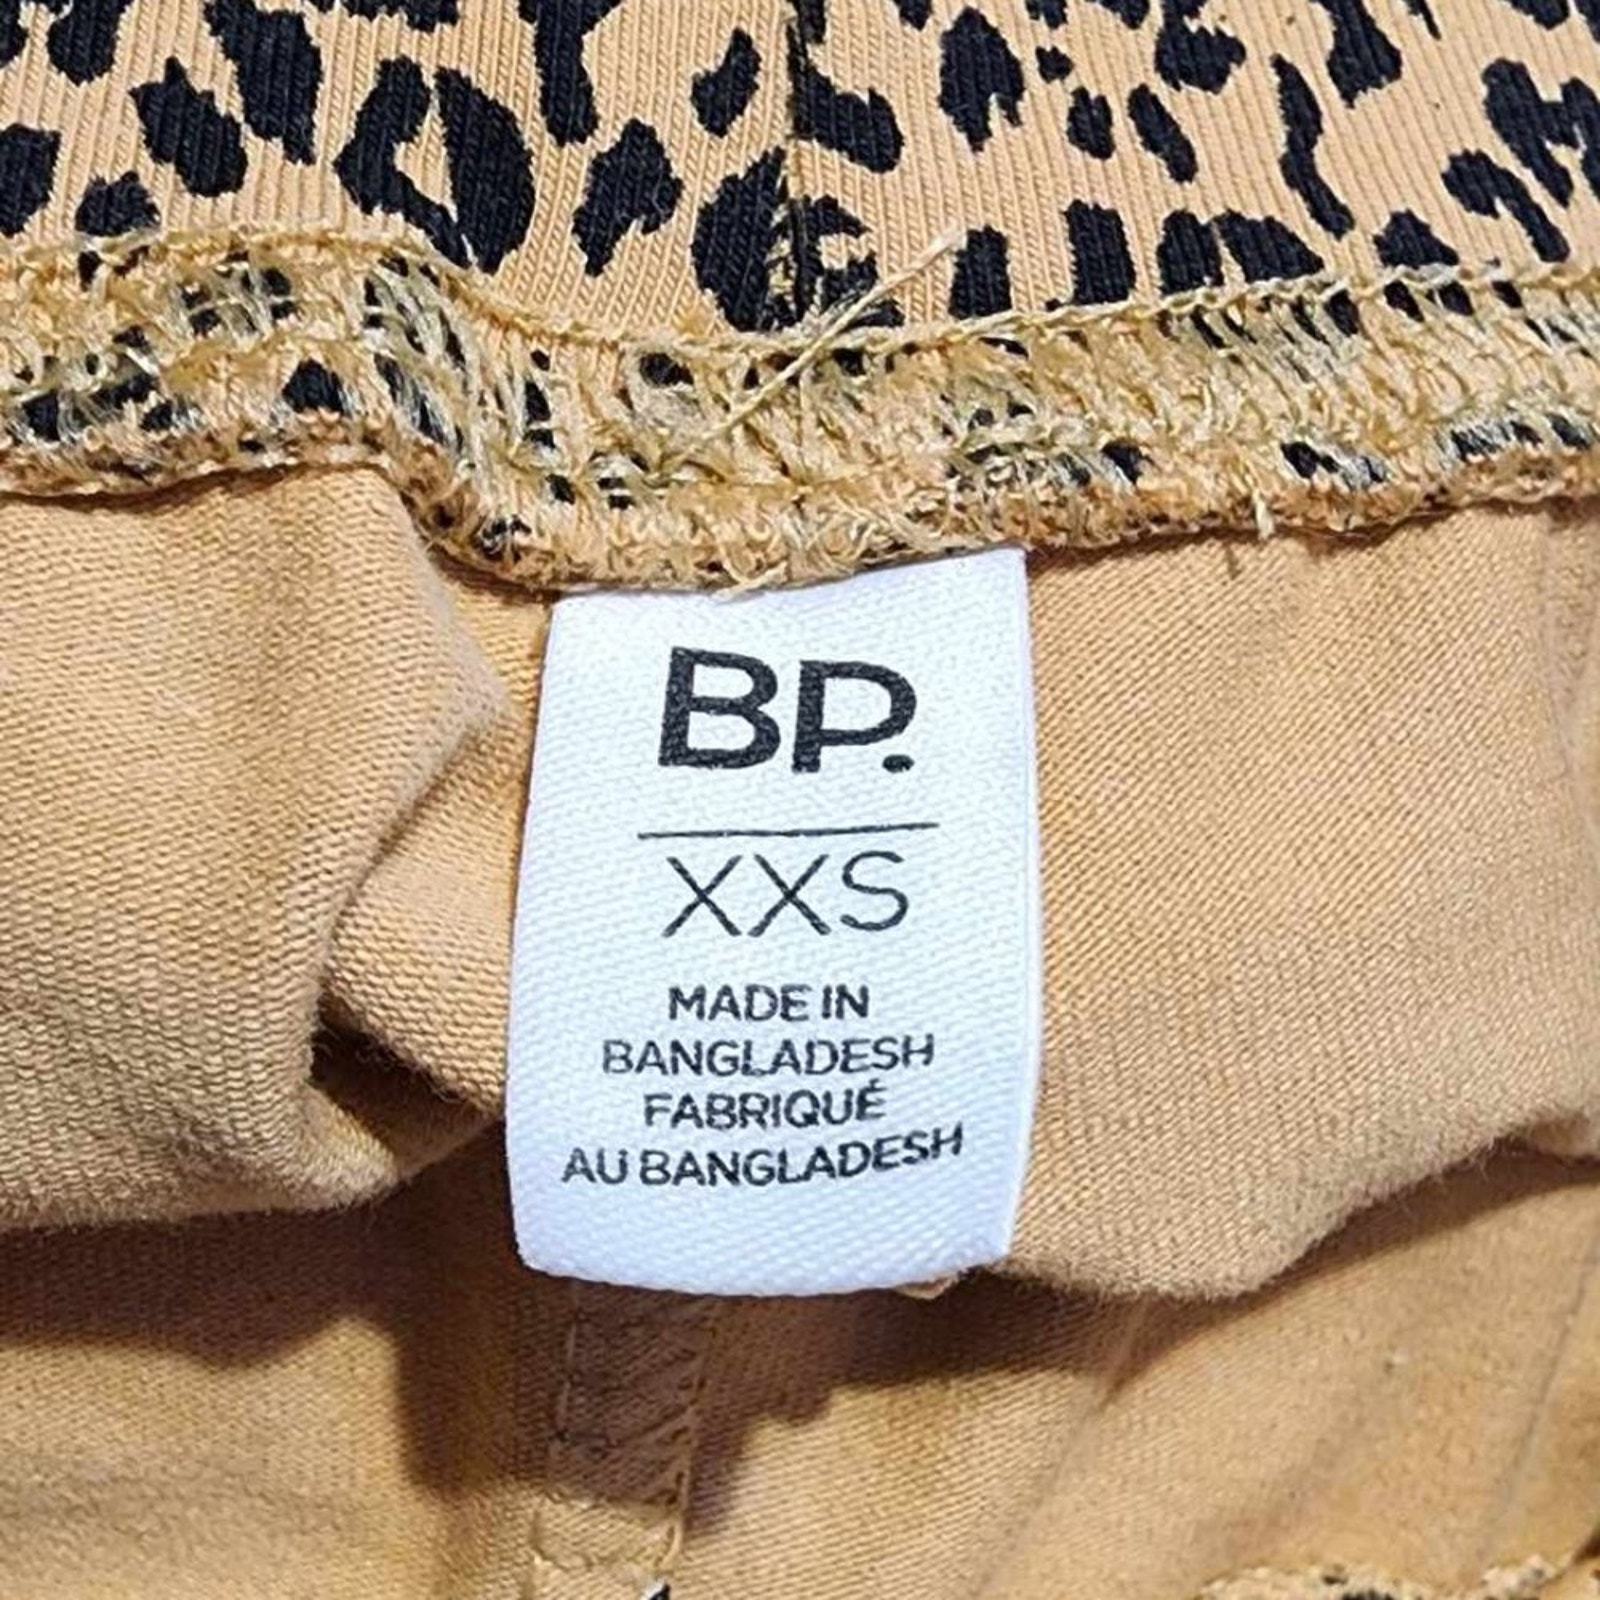 BP.
XXS
MADE IN
BANGLADESH
FABRIQUÉ
AU BANGLADESH